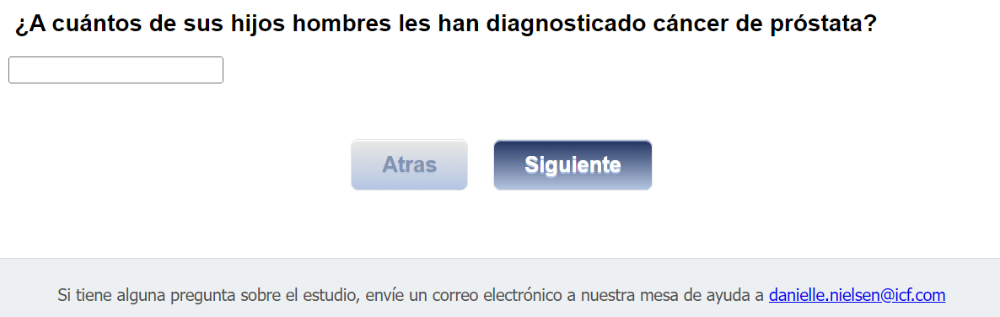 ¿A cuántos de sus hijos hombres les han diagnosticado cáncer de próstata?
Atras
Siguiente
Si tiene alguna pregunta sobre el estudio, envíe un correo electrónico a nuestra mesa de ayuda a danielle.nielsen@icf.com